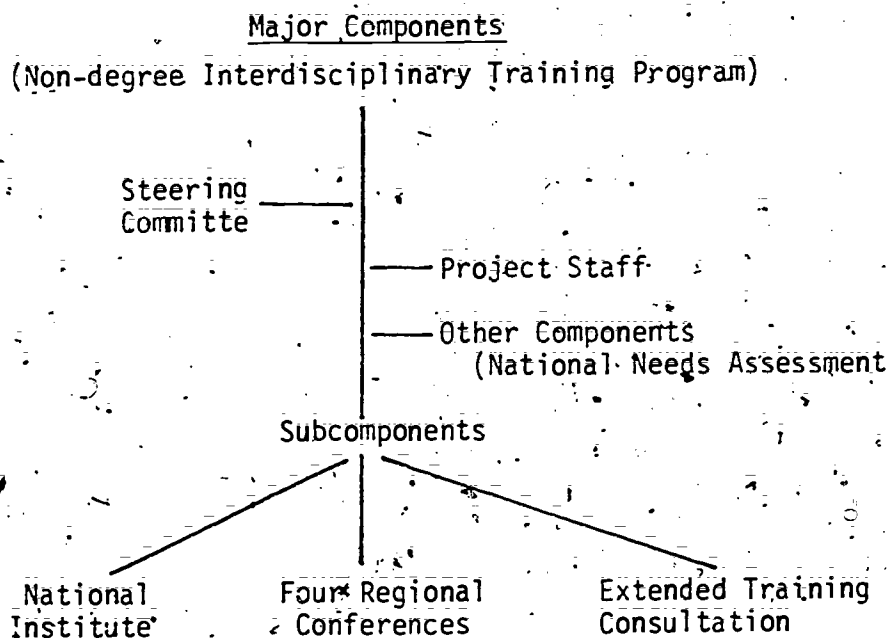 Major Components
(Non-degree Interdisciplinary Training Program)
Steering
Committe
Project Staff
Other Components
(National Needs Assessment
Subcomponents
National
Institute
Four Regional
Conferences
Extended Training
Consultation